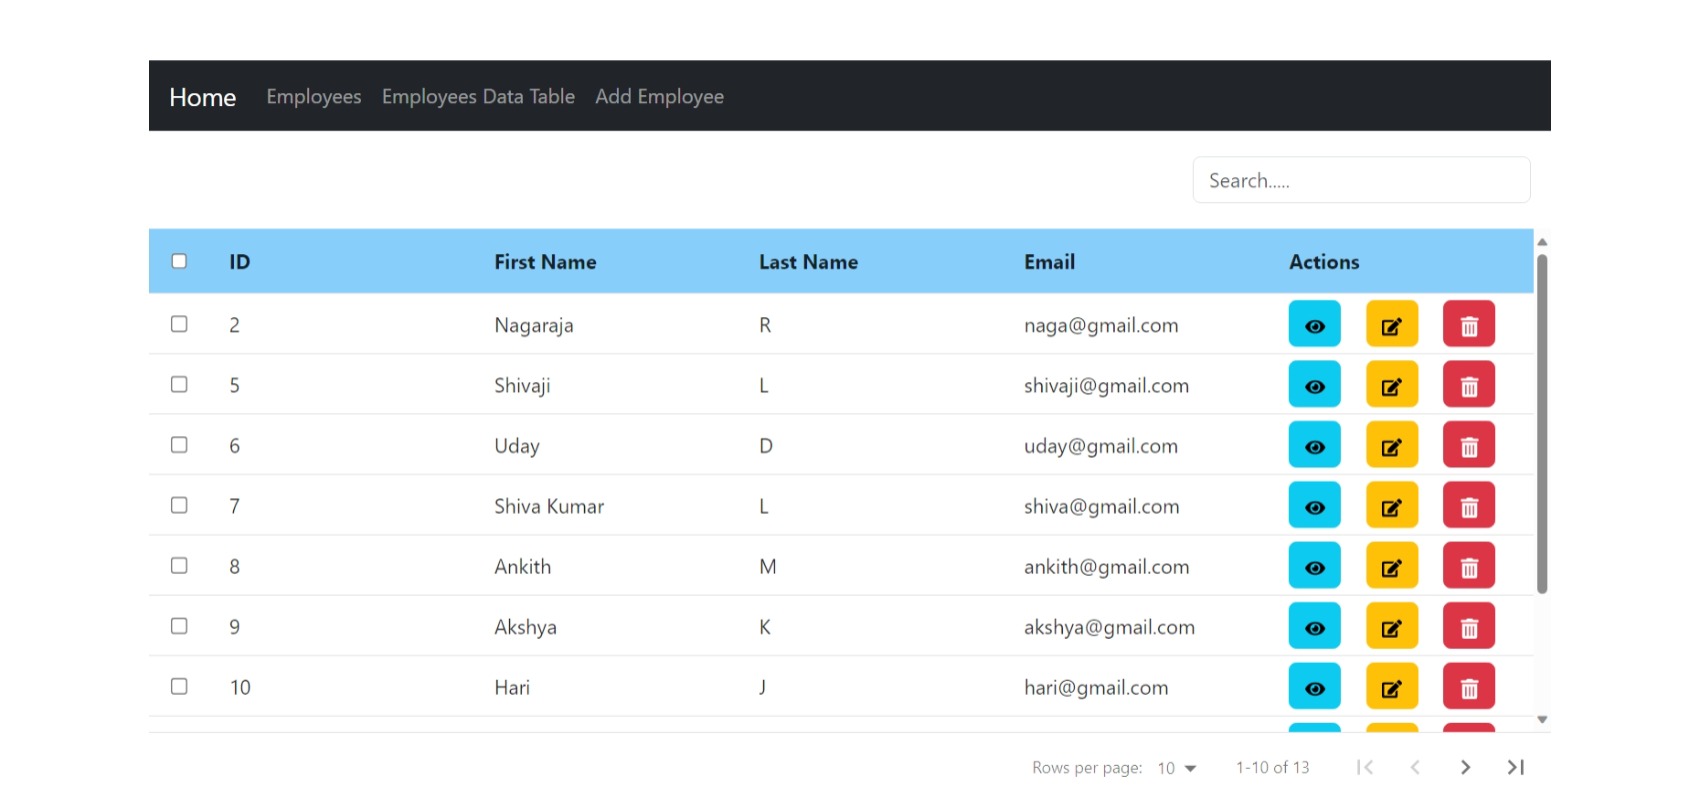 Home Employees Employees Data Table Add Employee
Search.....
ID First Name Last Name Email Actions
2 Nagaraja R naga@gmail.com
5 Shivaji L shivaji@gmail.com
6 Uday D uday@gmail.com
7 Shiva Kumar L shiva@gmail.com
8 Ankith M ankith@gmail.com
9 Akshya K akshya@gmail.com
10 Hari J hari@gmail.com
Rows per page: 10 1-10 of 13